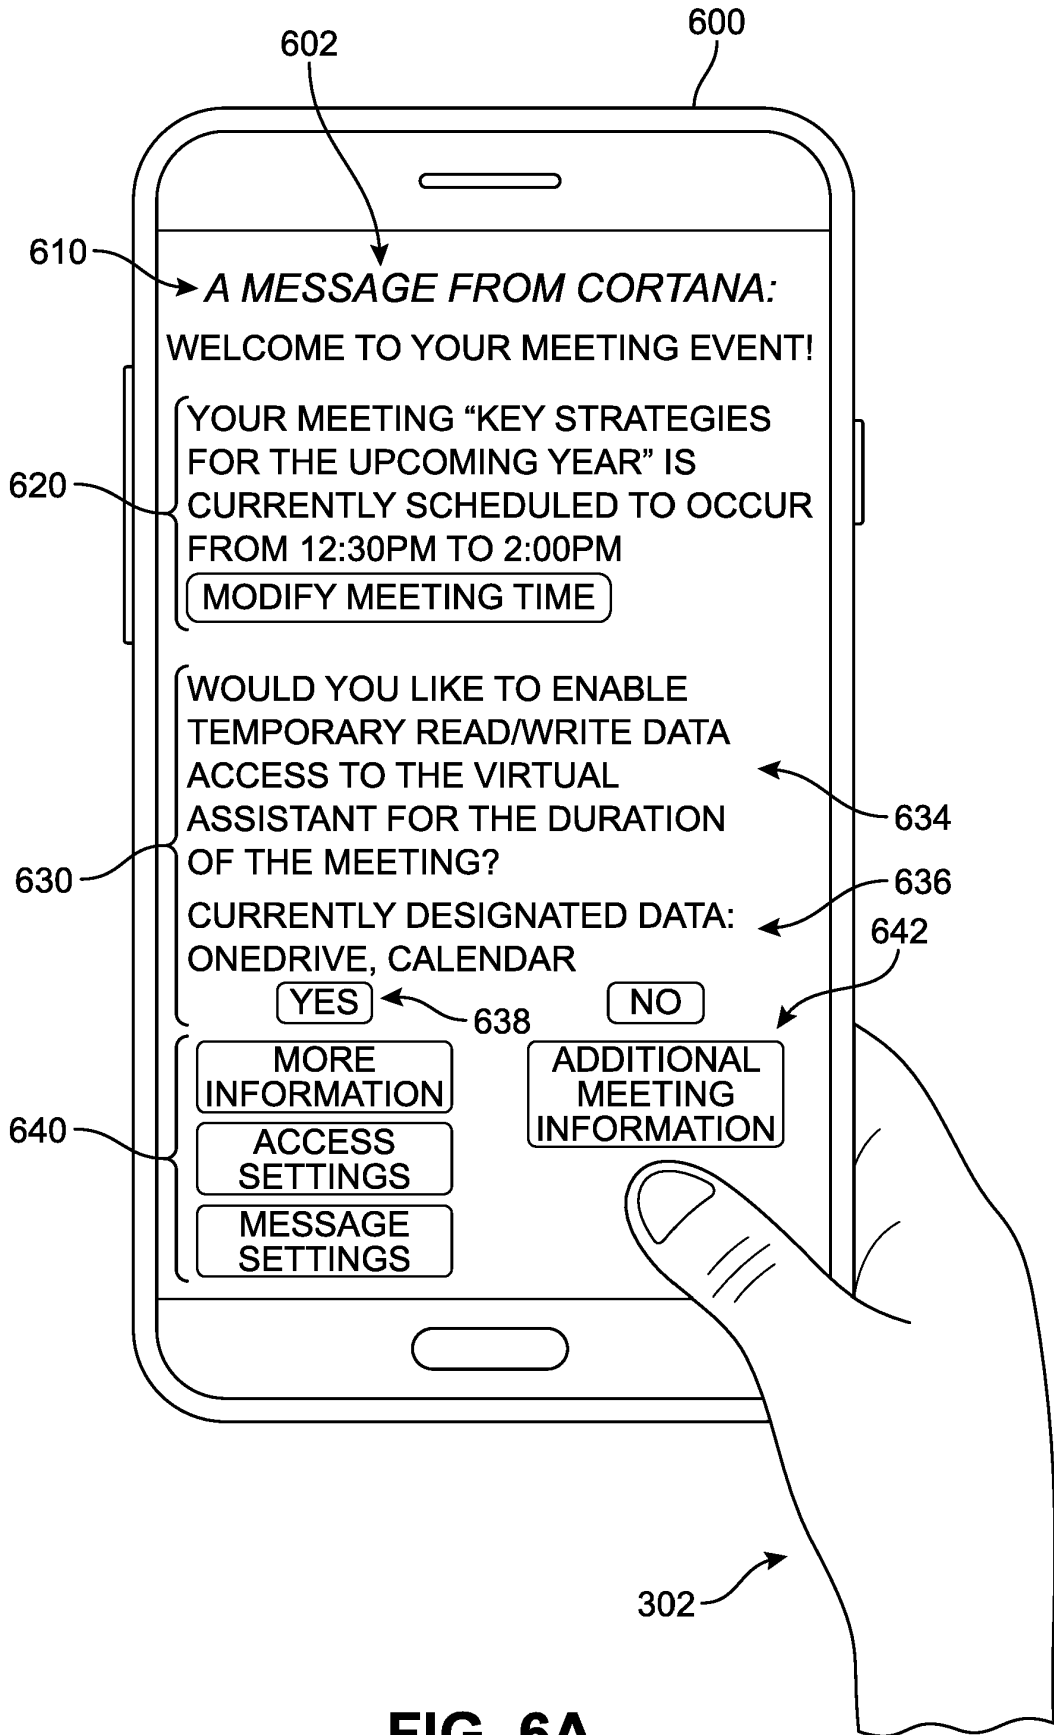 602
600
610
A MESSAGE FROM CORTANA:
WELCOME TO YOUR MEETING EVENT!
YOUR MEETING “KEY STRATEGIES
FOR THE UPCOMING YEAR” IS
620
CURRENTLY SCHEDULED TO OCCUR
FROM 12:30PM TO 2:00PM
MODIFY MEETING TIME
WOULD YOU LIKE TO ENABLE
TEMPORARY READ/WRITE DATA
ACCESS TO THE VIRTUAL
ASSISTANT FOR THE DURATION
634
OF THE MEETING?
630
636
CURRENTLY DESIGNATED DATA:
642
ONEDRIVE, CALENDAR
YES
638
NO
MORE
INFORMATION
ADDITIONAL
MEETING
INFORMATION
640
ACCESS
SETTINGS
MESSAGE
SETTINGS
302
FIG. 6A